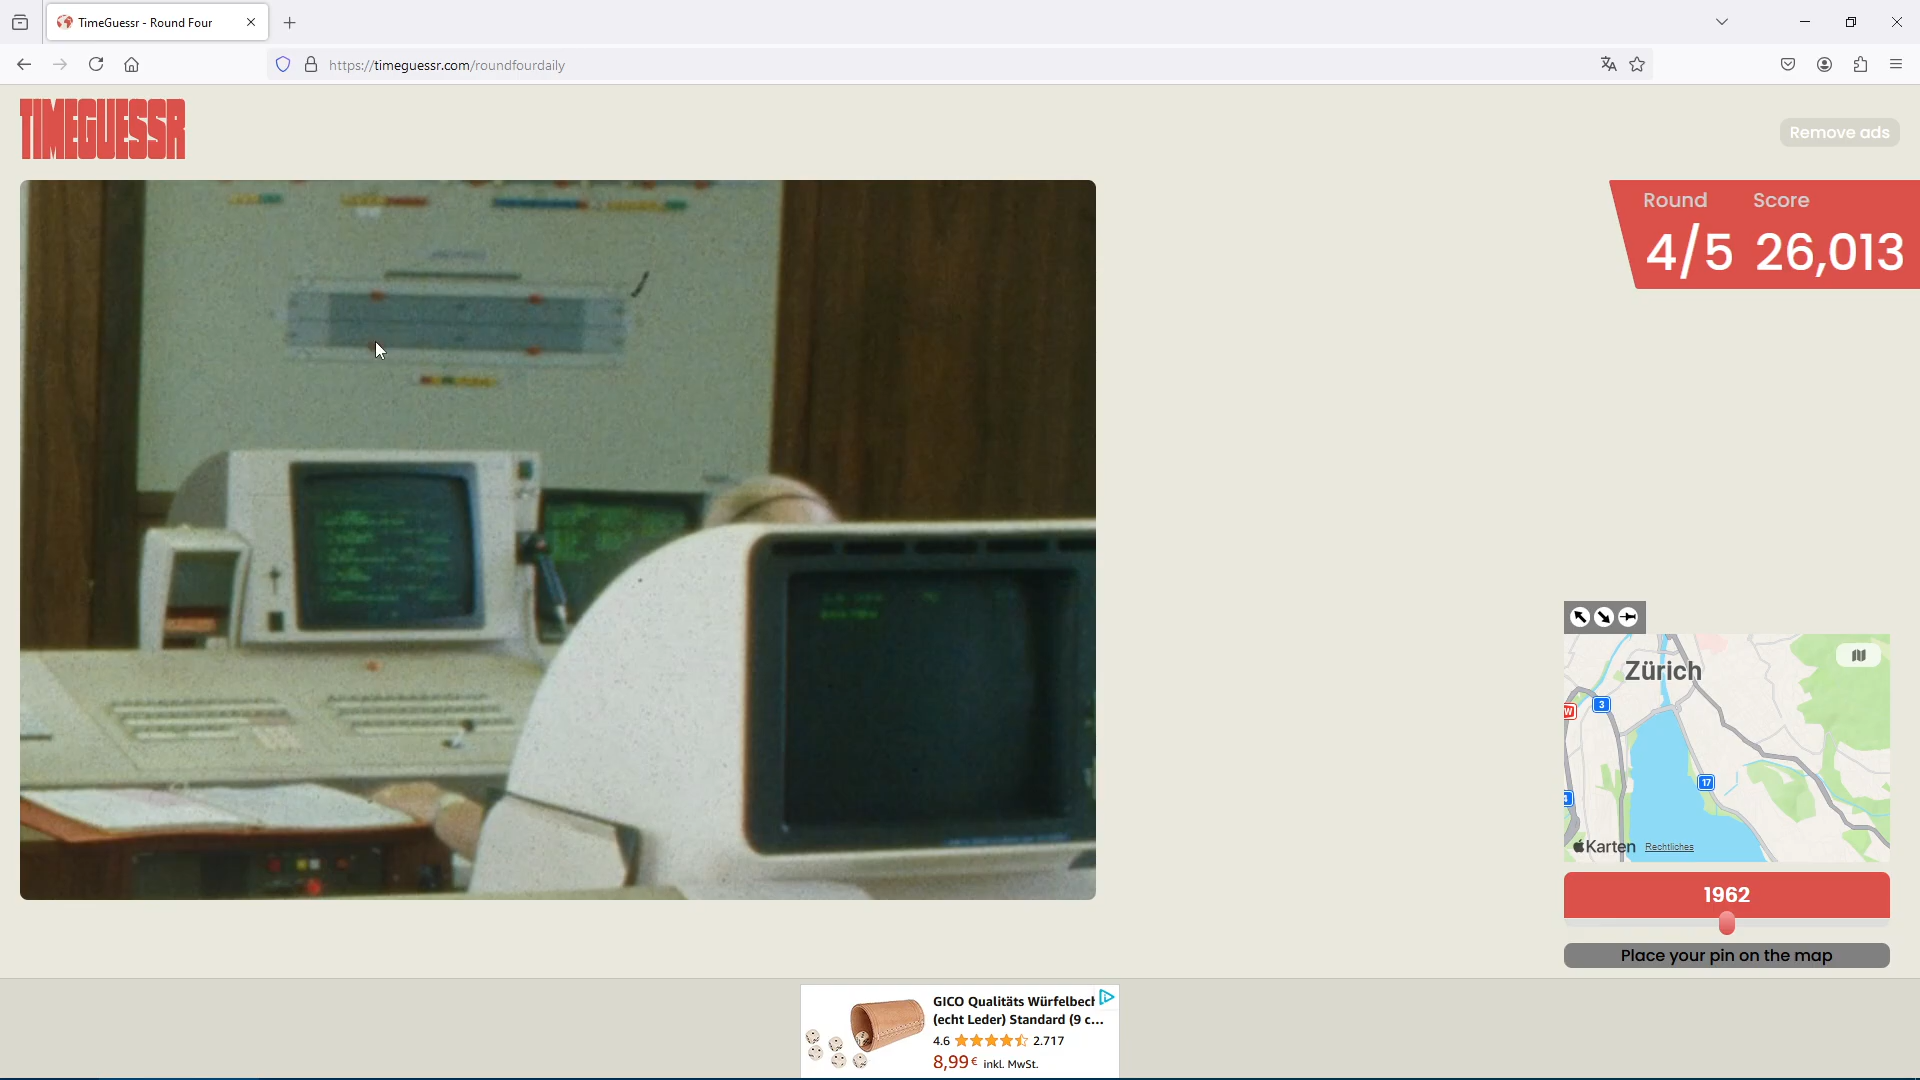 TimeGuessr - Round Four
https://timeguessr.com/roundfourdaily
TIMEGUESSR
Remove ads
Round Score
4/5 26,013
Zürich
3
17
Karten Rechtliches
1962
Place your pin on the map
GICO Qualitäts Würfelbech
(echt Leder) Standard (9 c...
4.6 2.717
8,99€ inkl. MwSt.